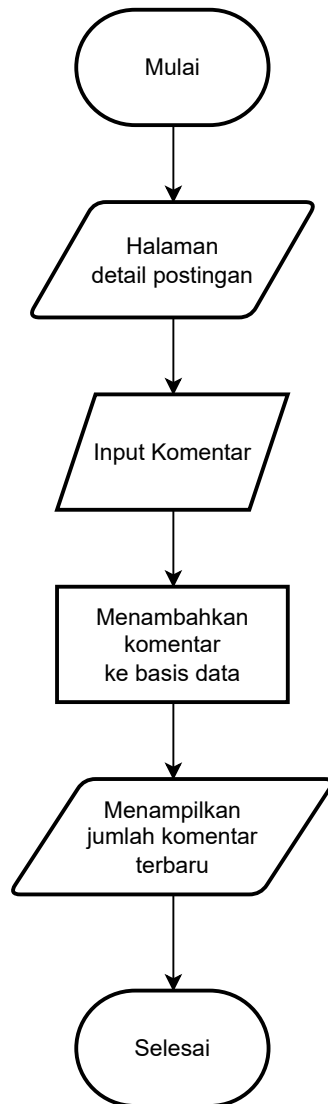 Mulai
Halaman
detail postingan
Input Komentar
Menambahkan
komentar
ke basis data
Menampilkan
jumlah komentar
terbaru
Selesai